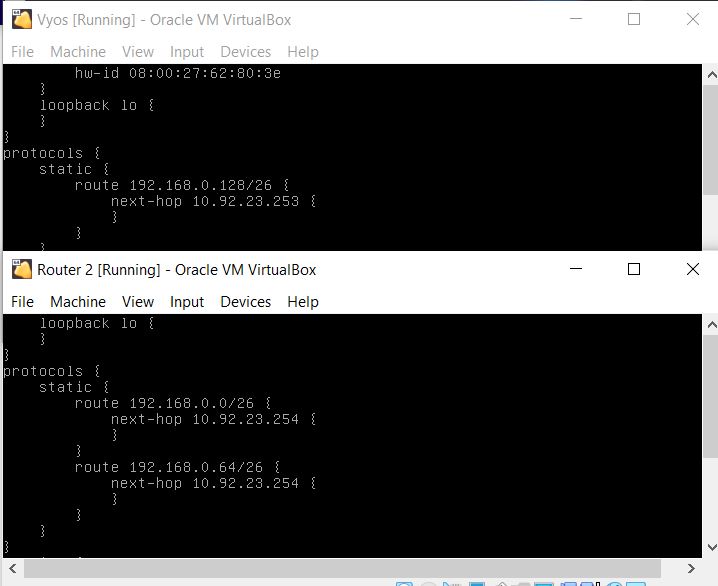 Vyos [Running] - Oracle VM VirtualBox
File Machine View Input Devices Help
hw-id 08:00:27:62:80:3e
}
loopback lo {
}
}
protocols {
static {
route 192.168.0.128/26 {
next-hop 10.92.23.253 {
}
}
}
Router 2 [Running] - Oracle VM VirtualBox
File Machine View Input Devices Help
loopback lo {
}
}
protocols {
static {
route 192.168.0.0/26 {
next-hop 10.92.23.254 {
}
}
route 192.168.0.64/26 {
next-hop 10.92.23.254 {
}
}
}
}